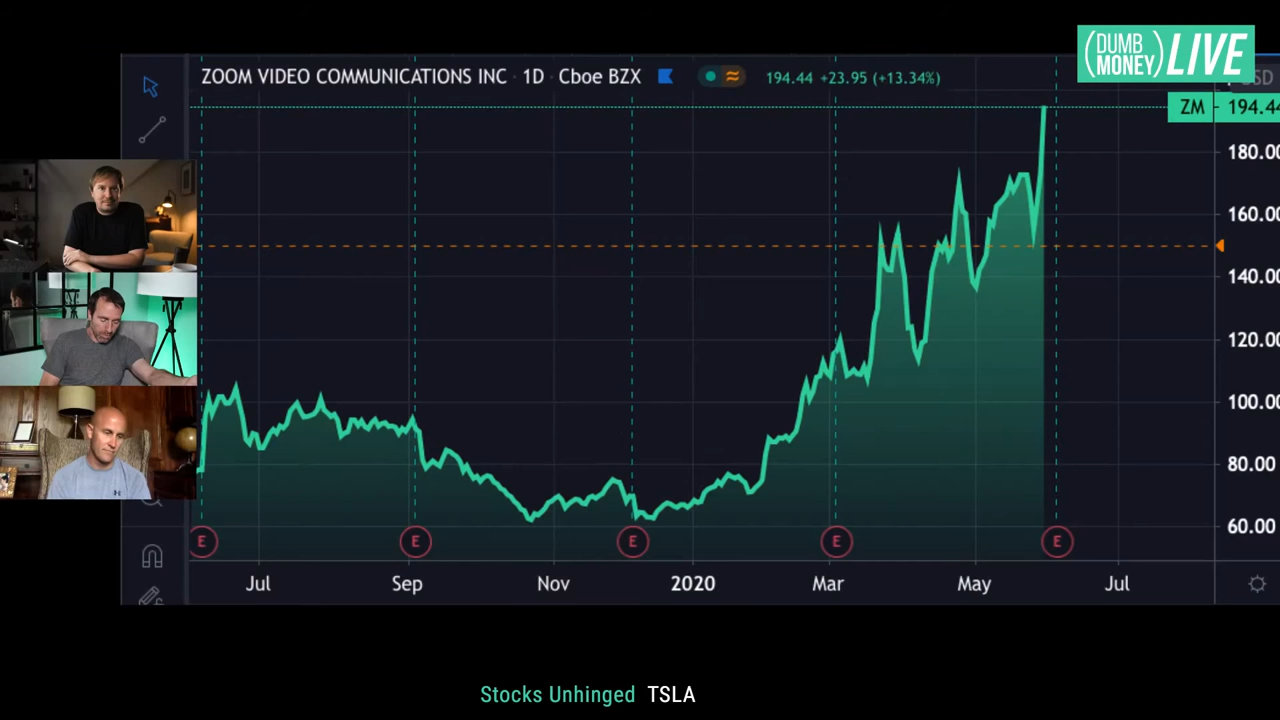 (DUMB MONEY) LIVE
ZOOM VIDEO COMMUNICATIONS INC · 1D · Cboe BZX 194.44 +23.95 (+13.34%)
SD
ZM 194.44
180.00
160.00
140.00
120.00
100.00
80.00
60.00
E E E E E
Jul Sep Nov 2020 Mar May Jul
Stocks Unhinged TSLA